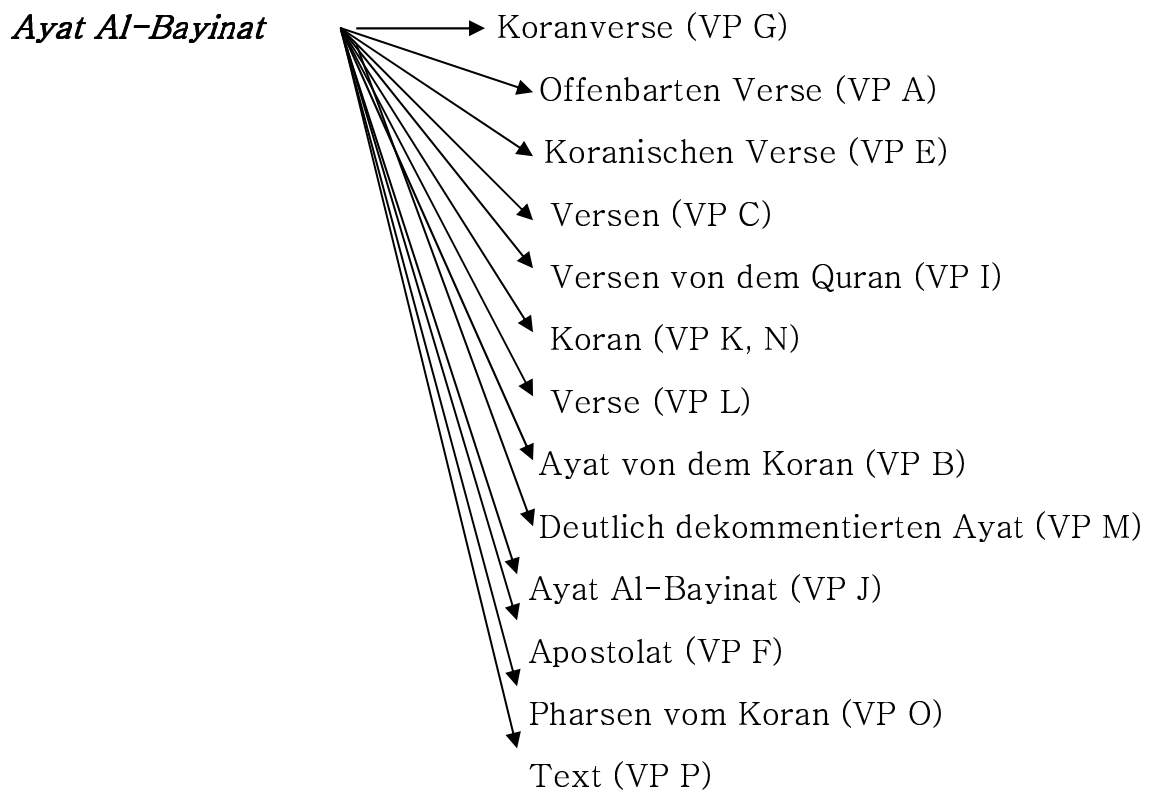 Ayat Al-Bayinat Koranverse (VP G)
Offenbarten Verse (VP A)
Koranischen Verse (VP E)
Versen (VP C)
Versen von dem Quran (VP I)
Koran (VP K, N)
Verse (VP L)
Ayat von dem Koran (VP B)
Deutlich dekommentierten Ayat (VP M)
Ayat Al-Bayinat (VP J)
Apostolat (VP F)
Pharsen vom Koran (VP O)
Text (VP P)